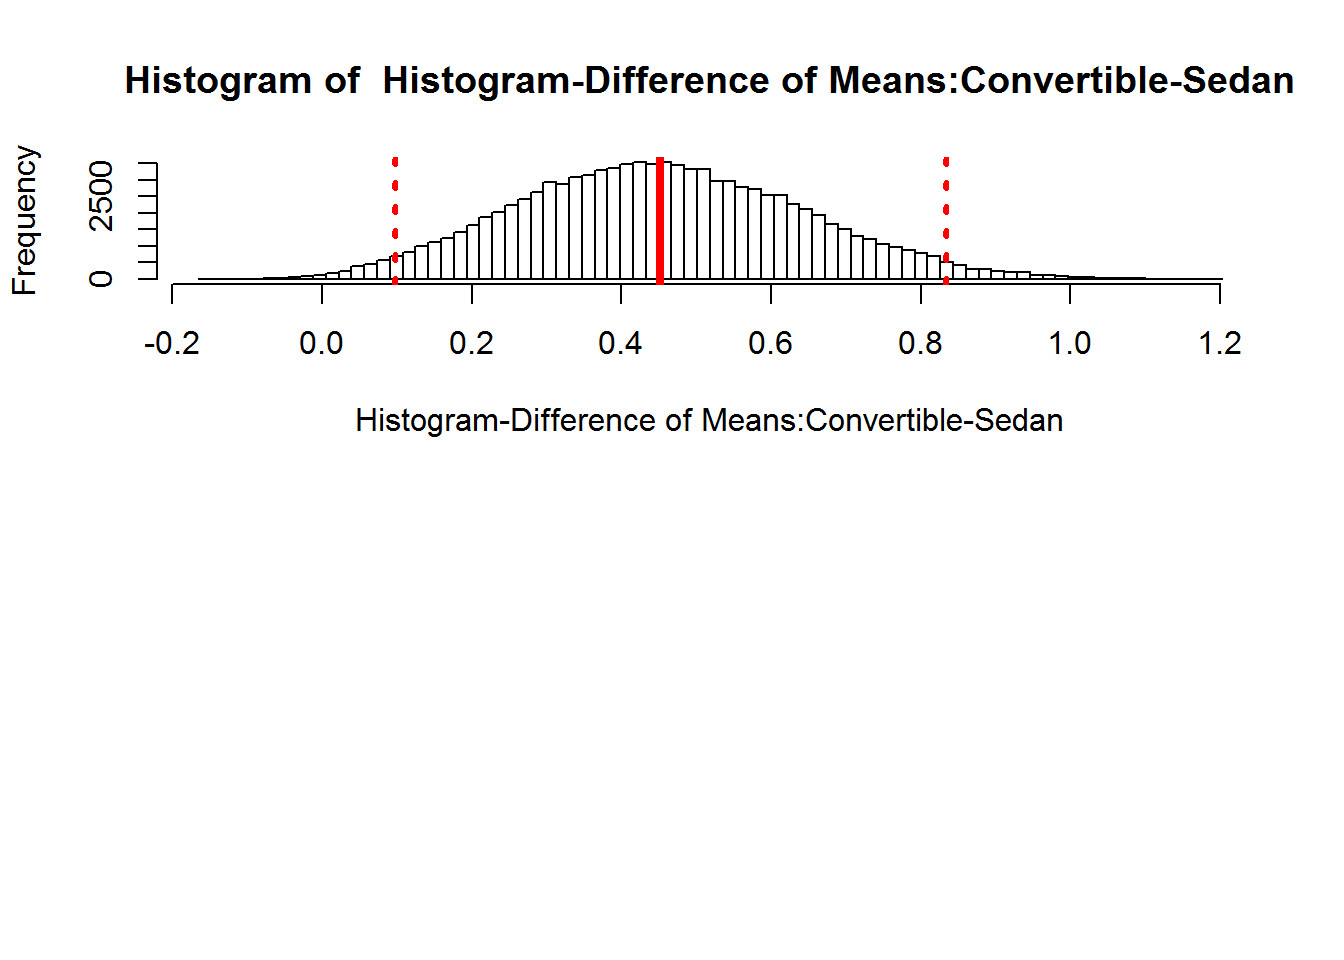 Histogram of  Histogram-Difference of Means:Convertible-Sedan
Frequency
2500
0
-0.2 0.0 0.2 0.4 0.6 0.8 1.0 1.2
Histogram-Difference of Means:Convertible-Sedan